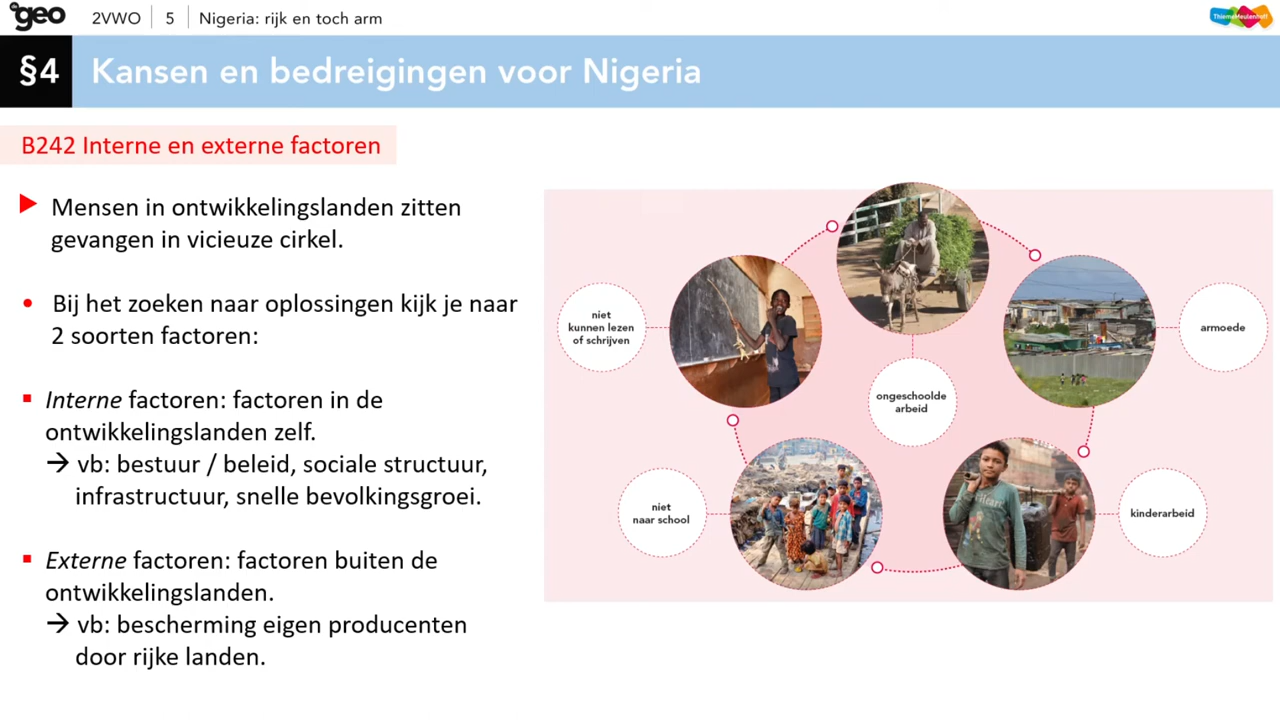 geo
2VWO
5
Nigeria: rijk en toch arm
ThiemeMeulenhoff
§4
Kansen en bedreigingen voor Nigeria
B242 Interne en externe factoren
Mensen in ontwikkelingslanden zitten
gevangen in vicieuze cirkel.
• Bij het zoeken naar oplossingen kijk je naar
2 soorten factoren:
▪ Interne factoren: factoren in de
ontwikkelingslanden zelf.
→ vb: bestuur / beleid, sociale structuur,
infrastructuur, snelle bevolkingsgroei.
▪ Externe factoren: factoren buiten de
ontwikkelingslanden.
→ vb: bescherming eigen producenten
door rijke landen.
niet
kunnen lezen
of schrijven
armoede
ongeschoolde
arbeid
niet
naar school
kinderarbeid